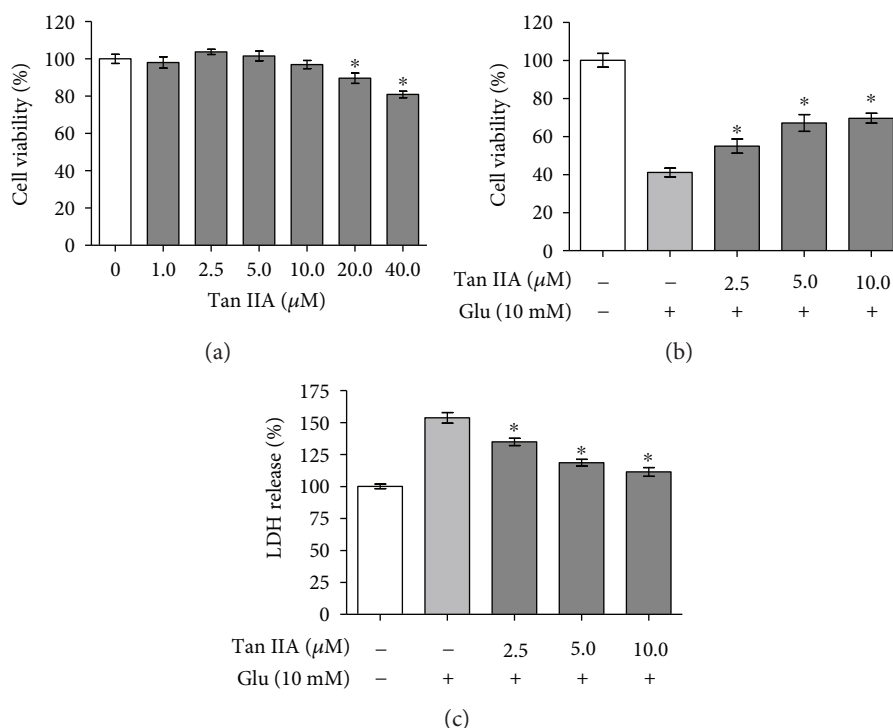 120
100
80
60
40
20
0
Cell viability (%)
* *
0 1.0 2.5 5.0 10.0 20.0 40.0
Tan IIA (μM)
(a)
120
100
80
60
40
20
0
Cell viability (%)
* * *
Tan IIA (μM) − − 2.5 5.0 10.0
Glu (10 mM) − + + + +
(b)
175
150
125
100
75
50
25
0
LDH release (%)
* * *
Tan IIA (μM) − − 2.5 5.0 10.0
Glu (10 mM) − + + + +
(c)